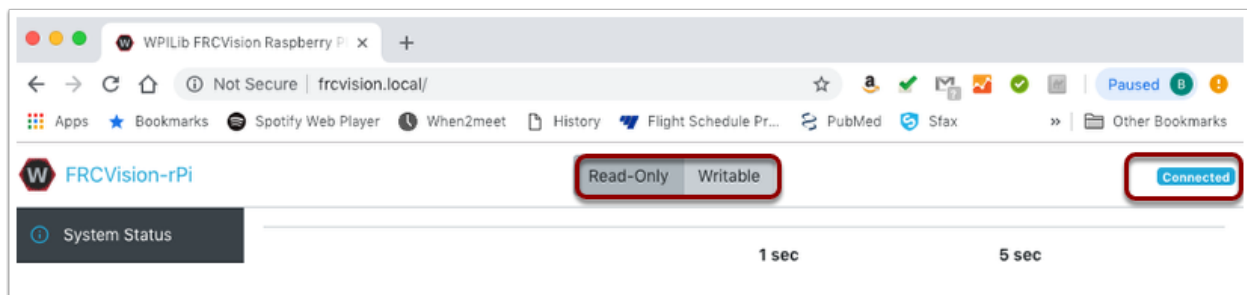 WPILib FRCVision Raspberry P
Not Secure | frcvision.local/
Paused B
Apps Bookmarks Spotify Web Player When2meet History Flight Schedule Pr... PubMed Sfax » Other Bookmarks
W FRCVision-rPi Read-Only Writable Connected
System Status
1 sec 5 sec